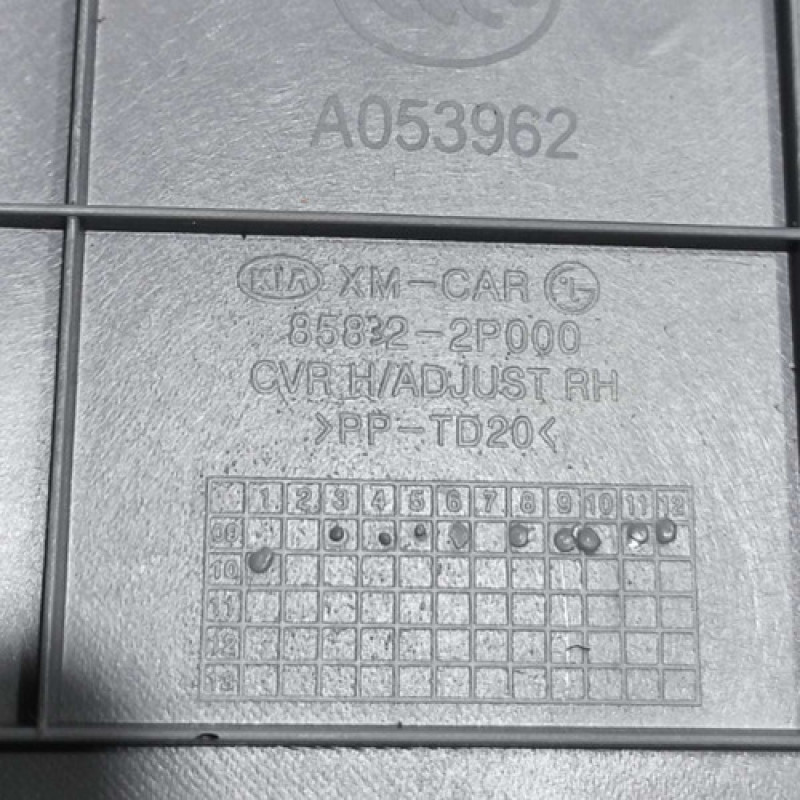 A053962
KIA XM-CAR
85832-2P000
CVR H/ADJUST RH
>PP-TD20<
1 2 3 4 5 6 7 8 9 10 11 12
09
10
11
12
13